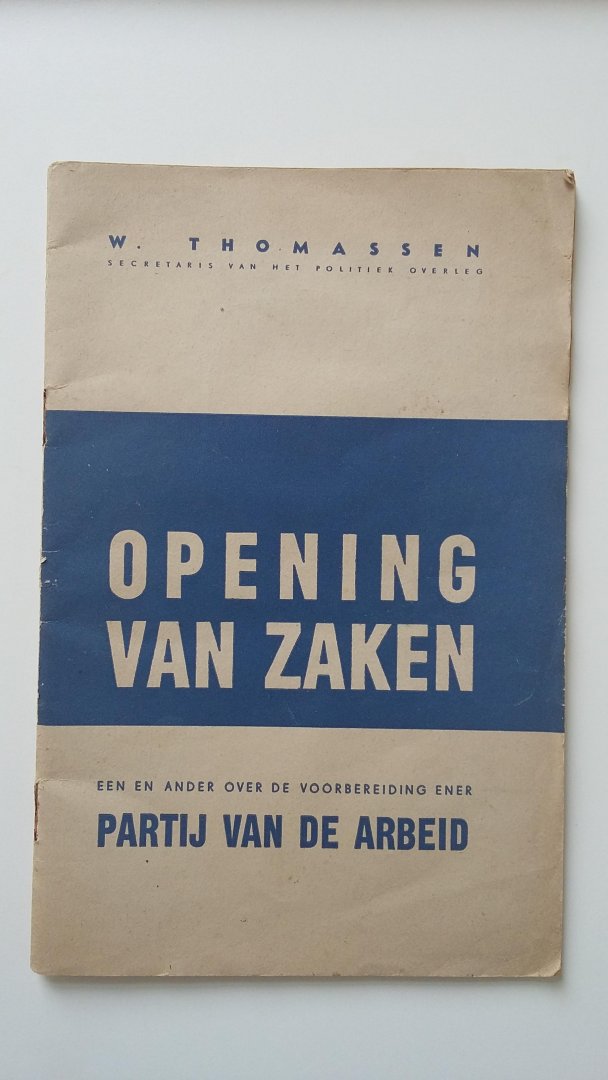 W. THOMASSEN
SECRETARIS VAN HET POLITIEK OVERLEG
OPENING
VAN ZAKEN
EEN EN ANDER OVER DE VOORBEREIDING ENER
PARTIJ VAN DE ARBEID